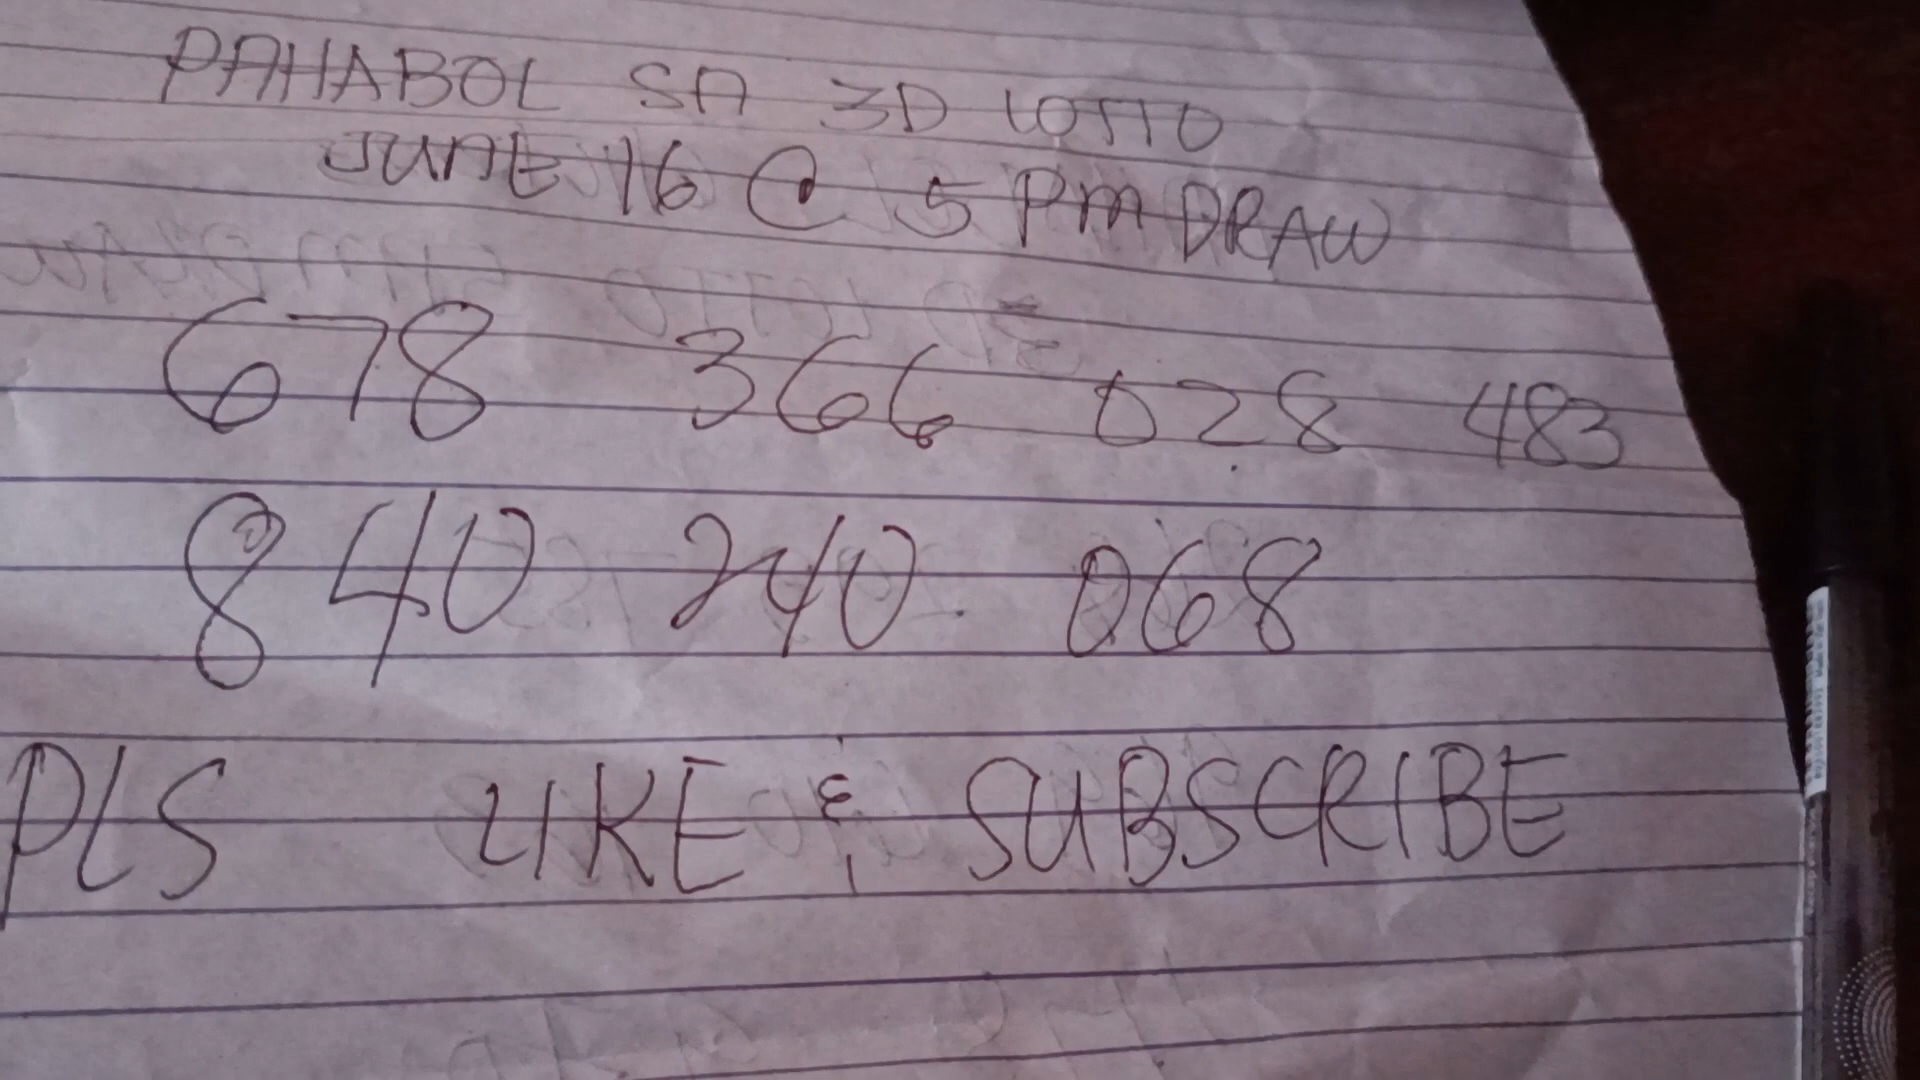 PAHABOL SA 3D LOTTO
JUNE 16 @ 5 PM DRAW
678 366 028 483
840 240 068
PLS LIKE & SUBSCRIBE